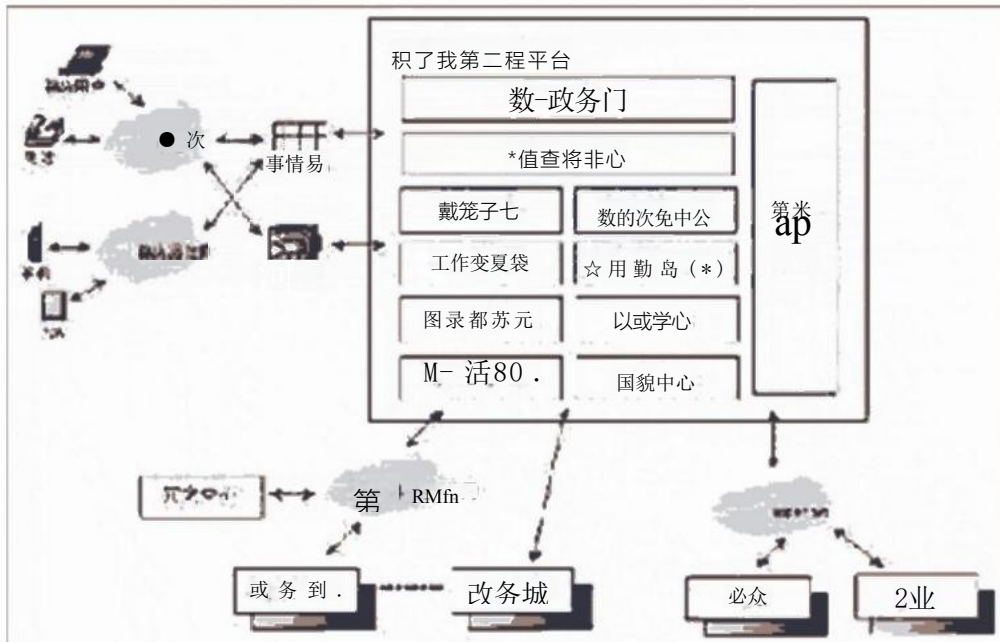 积了我第二程平台
数-政务门
*值查将非心
戴笼子七
数的次免中公
第米
ap
工作变夏袋
☆用勤岛(*)
图录都苏元
以或学心
M-活80.
国貌中心
● 次
事情易
第
RMfn
或务到.
改务城
必众
2业